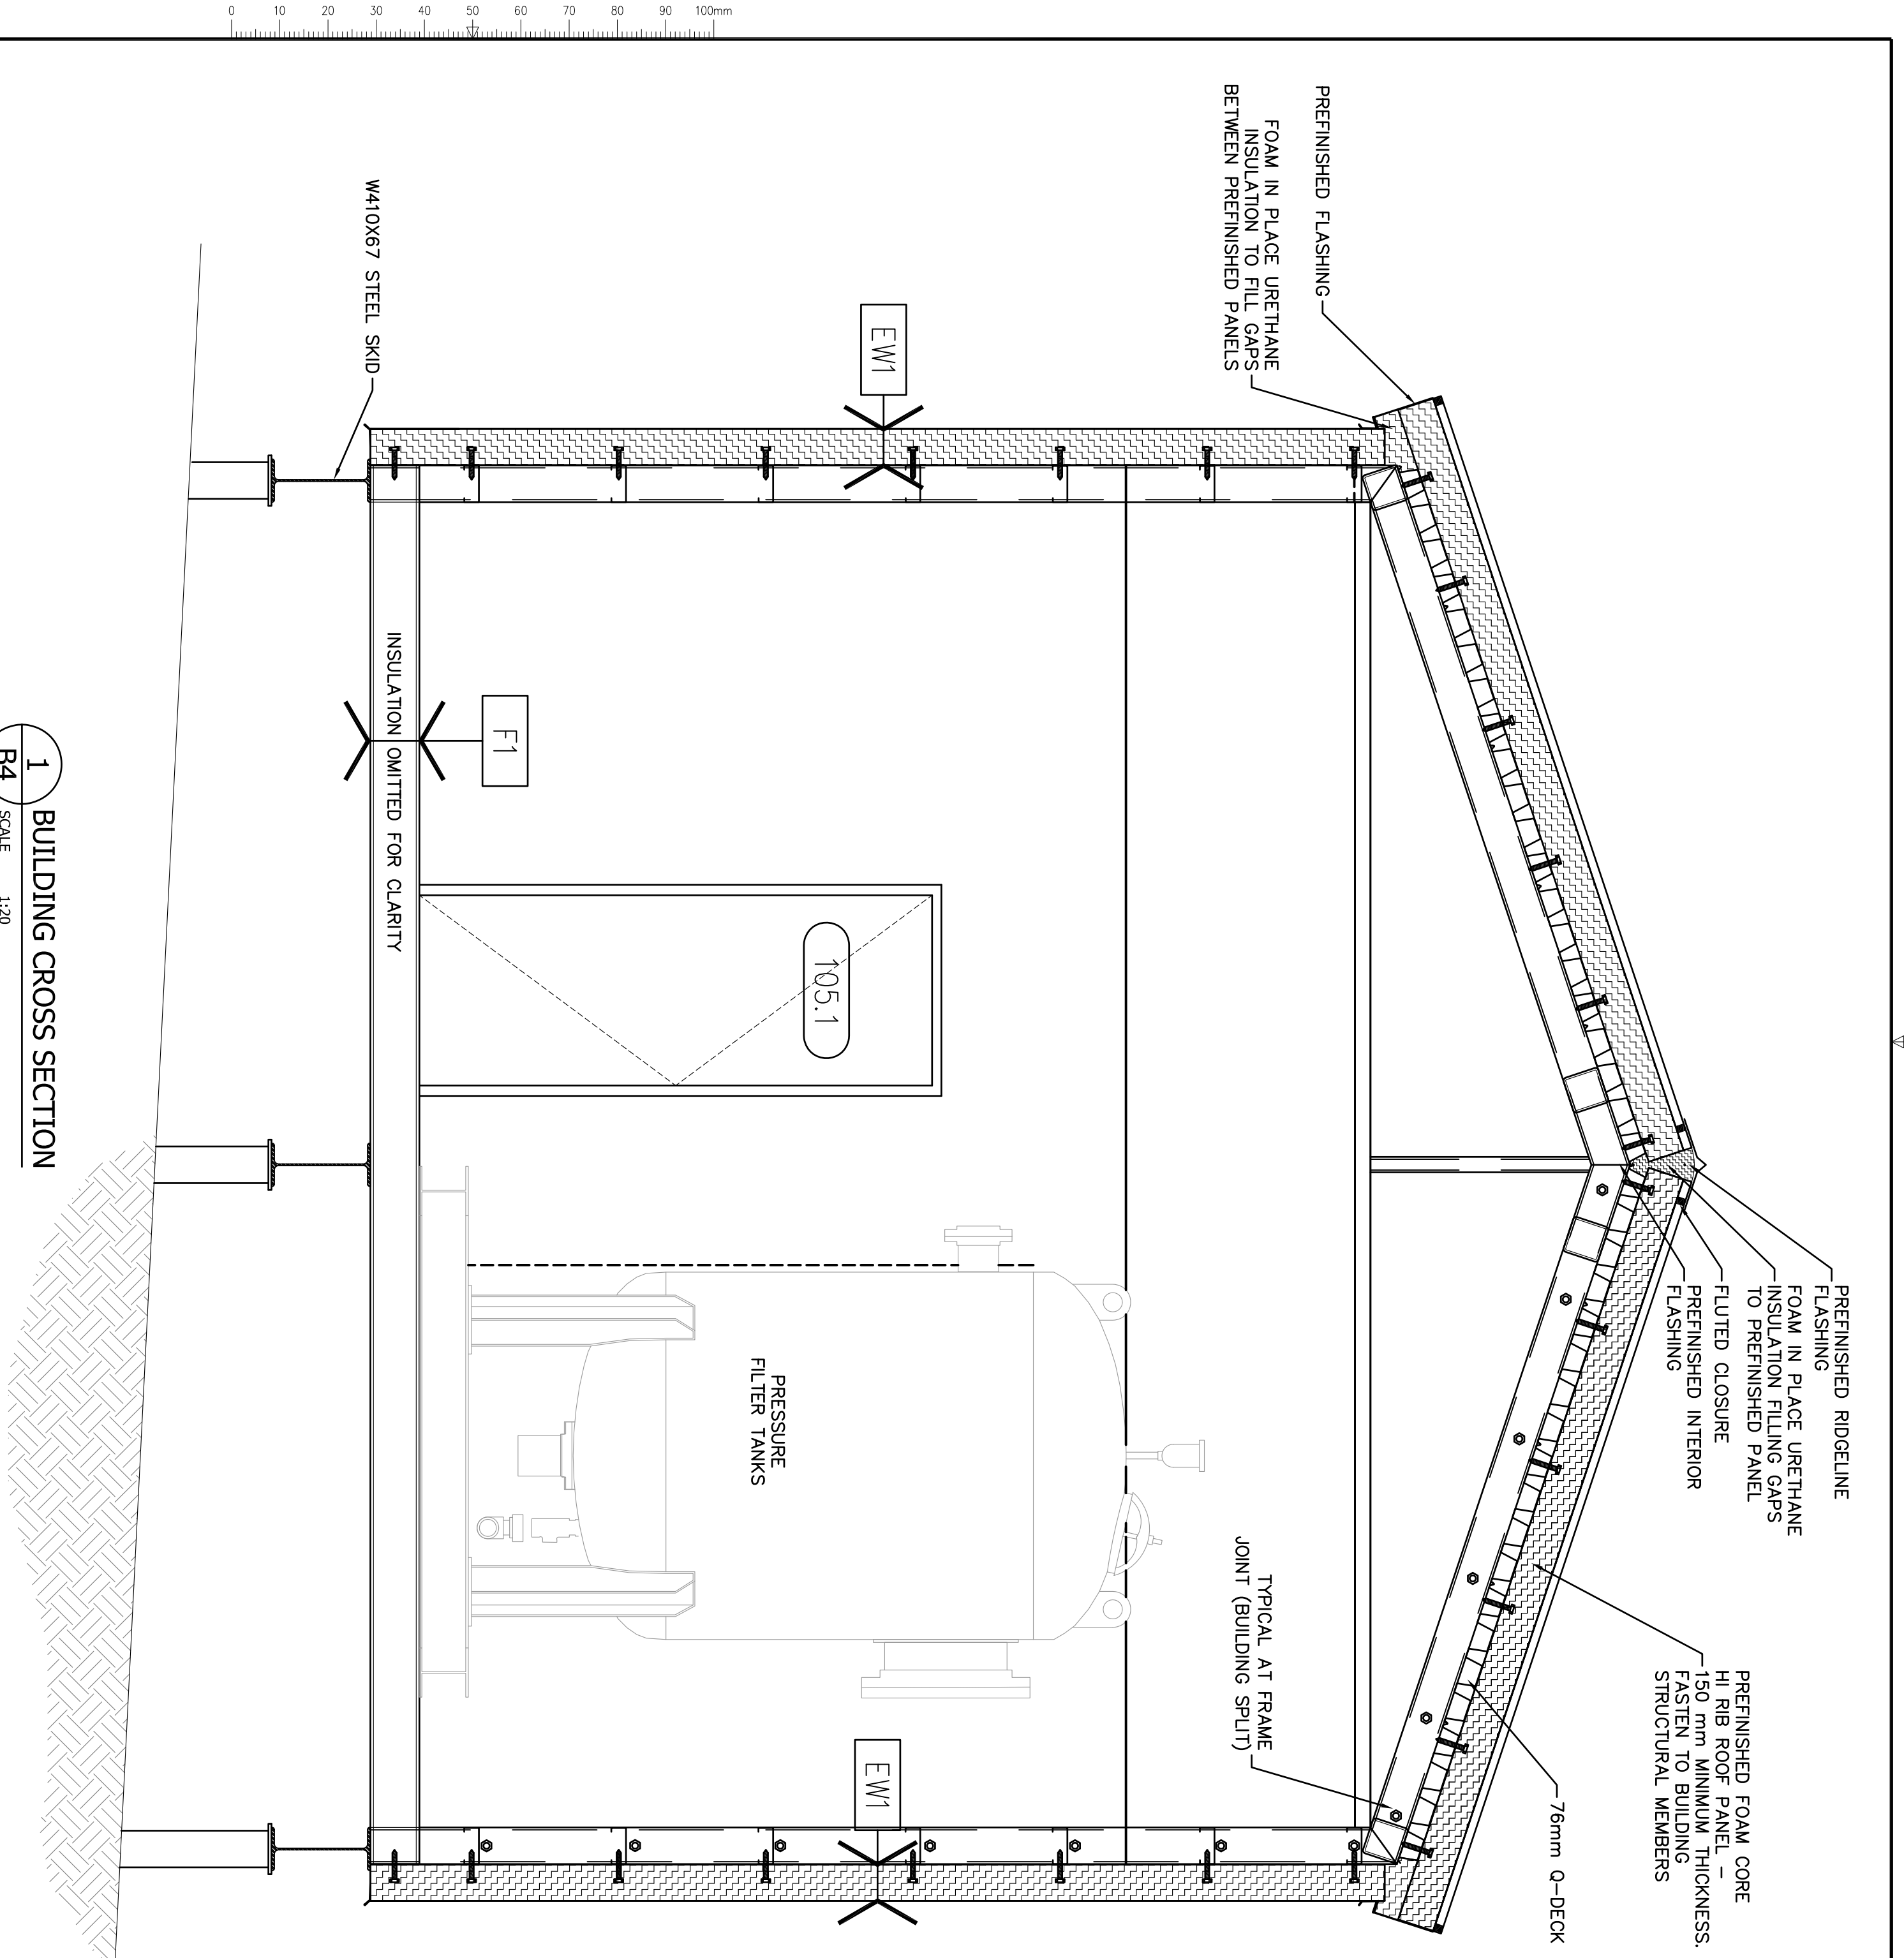 0 10 20 30 40 50 60 70 80 90 100mm
PREFINISHED RIDGELINE
FLASHING
FOAM IN PLACE URETHANE
INSULATION FILLING GAPS
TO PREFINISHED PANEL
FLUTED CLOSURE
PREFINISHED INTERIOR
FLASHING
PREFINISHED FOAM CORE
HI RIB ROOF PANEL –
150 mm MINIMUM THICKNESS.
FASTEN TO BUILDING
STRUCTURAL MEMBERS
76mm Q-DECK
PREFINISHED FLASHING
FOAM IN PLACE URETHANE
INSULATION TO FILL GAPS
BETWEEN PREFINISHED PANELS
TYPICAL AT FRAME
JOINT (BUILDING SPLIT)
EW1
EW1
105.1
PRESSURE
FILTER TANKS
F1
INSULATION OMITTED FOR CLARITY
W410X67 STEEL SKID
1
BUILDING CROSS SECTION
B4
SCALE 1:20